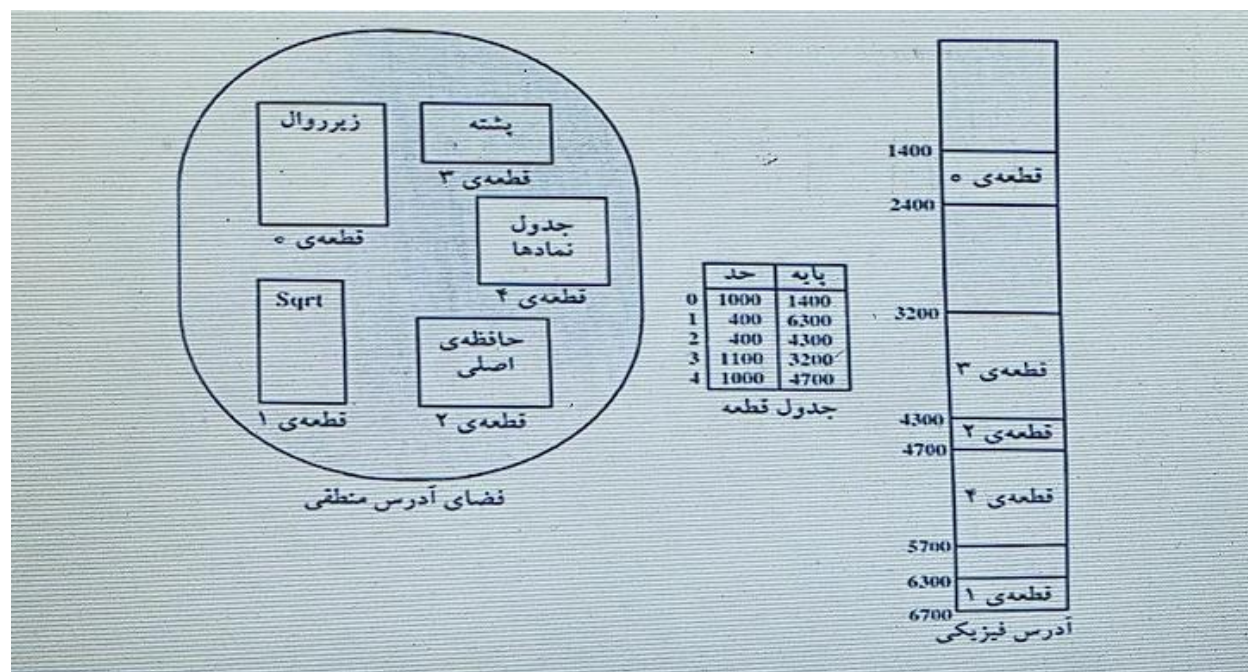 زیرروال
قطعه‌ی ۰
پشته
قطعه‌ی ۳
جدول
نمادها
قطعه‌ی ۴
Sqrt
قطعه‌ی ۱
حافظه‌ی
اصلی
قطعه‌ی ۲
فضای آدرس منطقی
حد پایه
0 1000 1400
1 400 6300
2 400 4300
3 1100 3200
4 1000 4700
جدول قطعه
1400
قطعه‌ی ۰
2400
3200
قطعه‌ی ۳
4300
قطعه‌ی ۲
4700
قطعه‌ی ۴
5700
6300
قطعه‌ی ۱
6700
آدرس فیزیکی